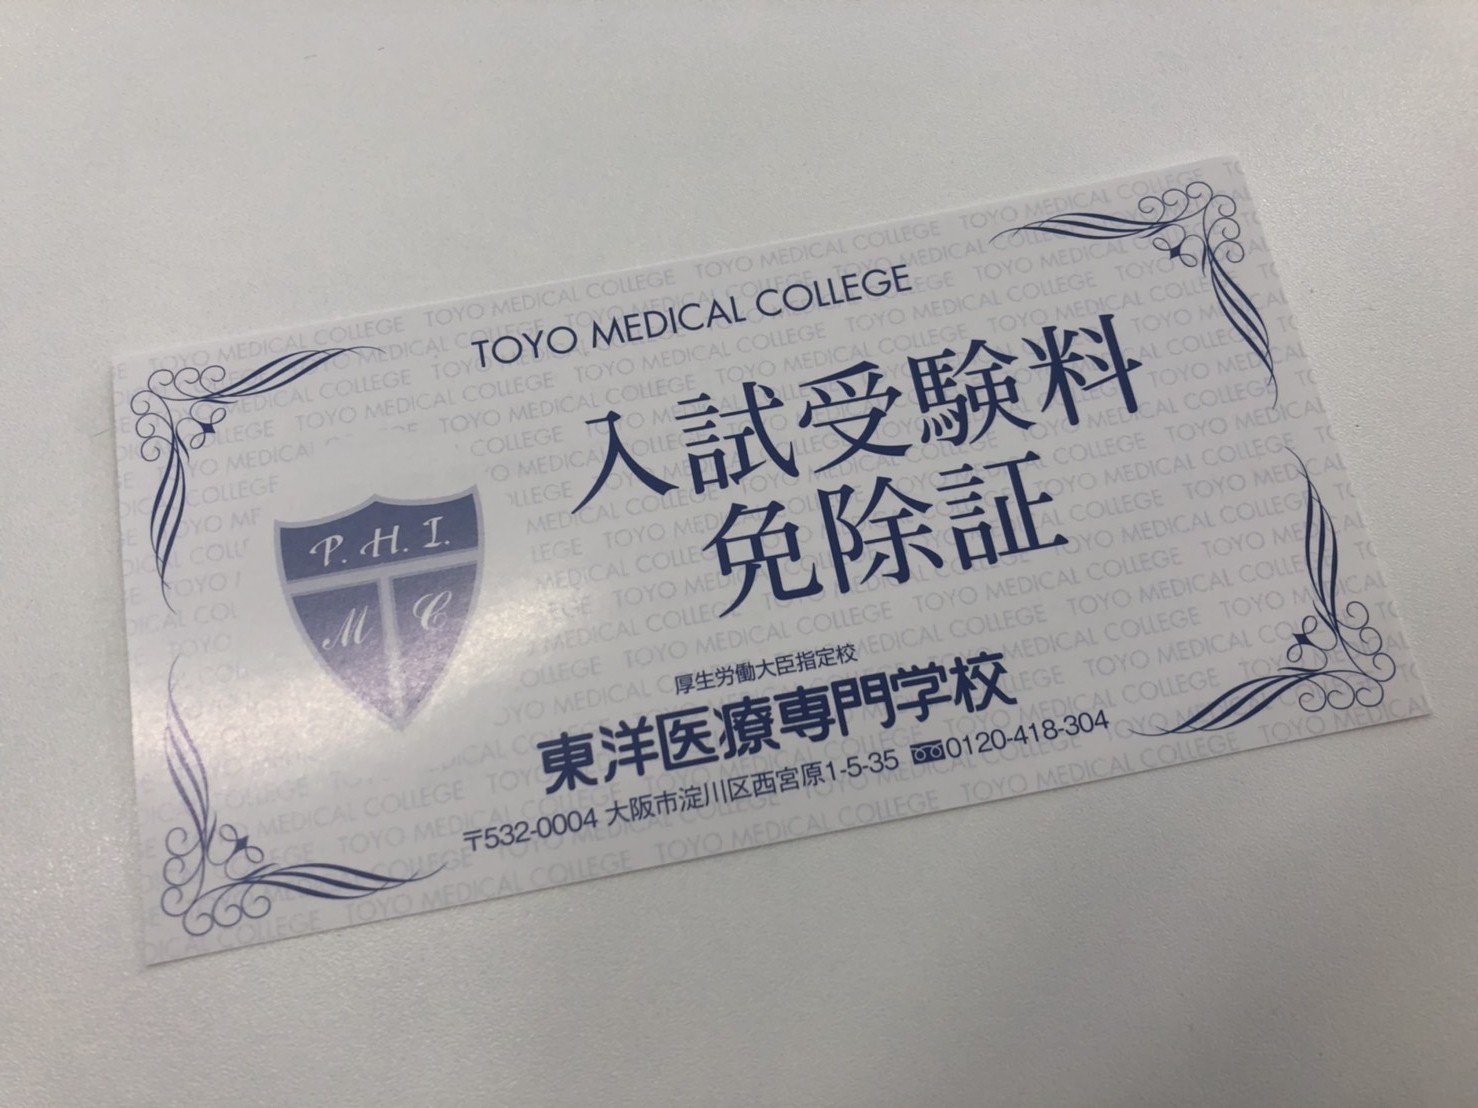 TOYO MEDICAL COLLEGE
入試受験料
免除証
P. H. I.
M C
厚生労働大臣指定校
東洋医療専門学校
〒532-0004 大阪市淀川区西宮原1-5-35 0120-418-304